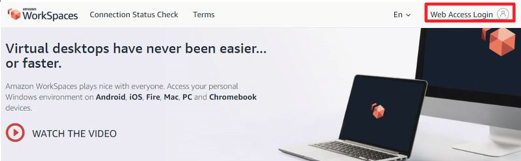 amazon
WorkSpaces
Connection Status Check
Terms
En
Web Access Login
Virtual desktops have never been easier...
or faster.
Amazon WorkSpaces plays nice with everyone. Access your personal
Windows environment on Android, iOS, Fire, Mac, PC and Chromebook
devices.
WATCH THE VIDEO